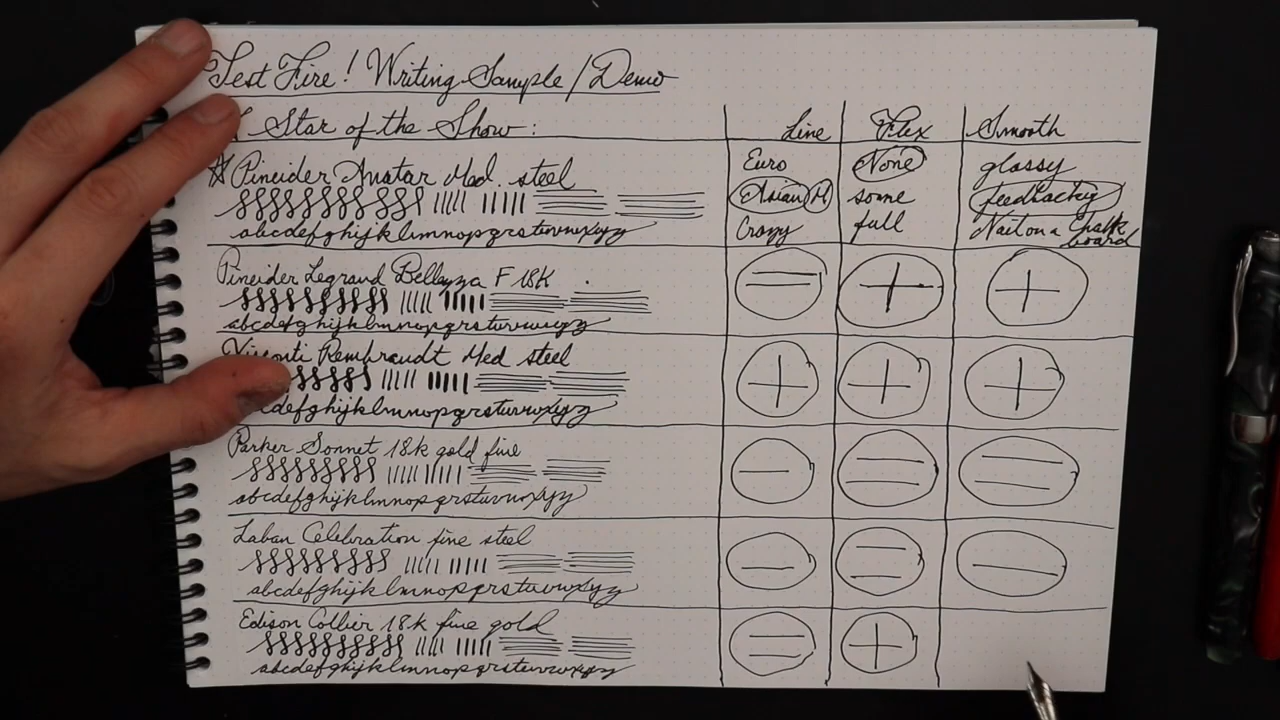 Test Fire! Writing Sample/Demo
Star of the Show: Line Flex Smooth
Pineider Avatar Med. steel Euro None glossy
Asian M some feedbacky
abcdefghijklmnopqrstuvwxyz Crazy full Nail on a Chalk board
Pineider Legrand Bellezza F 18K = + +
abcdefghijklmnopqrstuvwxyz
Visconti Rembrandt Med steel + + +
abcdefghijklmnopqrstuvwxyz
Parker Sonnet 18k gold fine - = =
abcdefghijklmnopqrstuvwxyz
Laban Celebration fine steel - = -
abcdefghijklmnopqrstuvwxyz
Edison Collier 18k fine gold = +
abcdefghijklmnopqrstuvwxyz